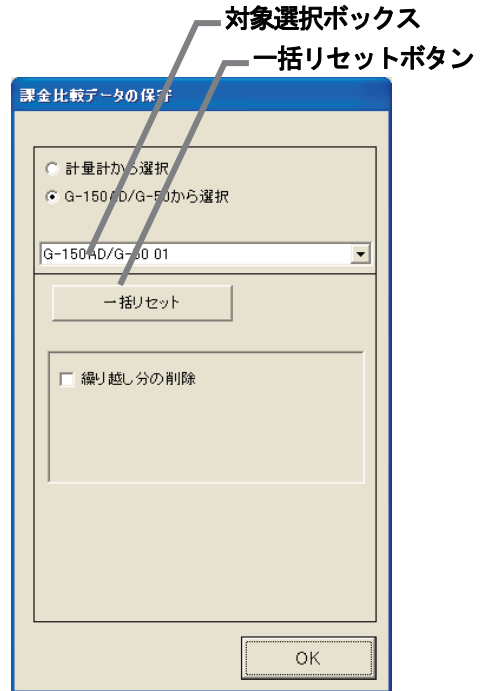 対象選択ボックス
一括リセットボタン
課金比較データの保守
計量計から選択
G-150AD/G-50から選択
G-150AD/G-50 01
一括リセット
繰り越し分の削除
OK